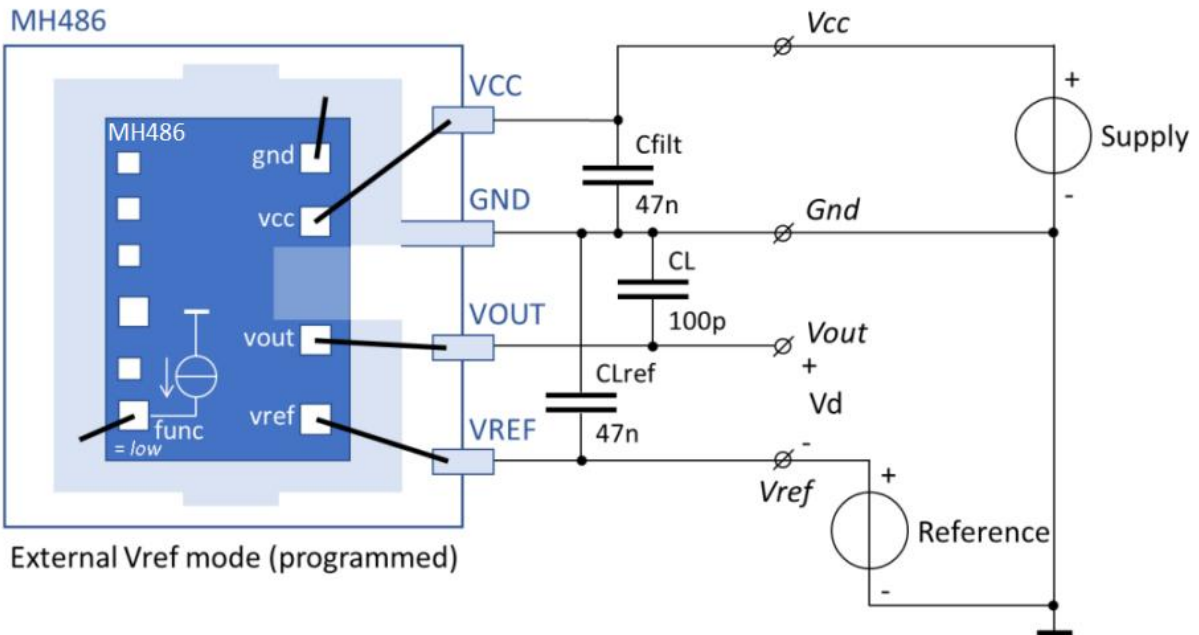 MH486
Vcc
VCC
+
MH486
Supply
gnd
Cfilt
47n
-
GND
Gnd
vcc
CL
100p
VOUT
Vout
vout
+
CLref
Vd
vref
func
47n
VREF
-
= low
Vref
+
Reference
External Vref mode (programmed)
-